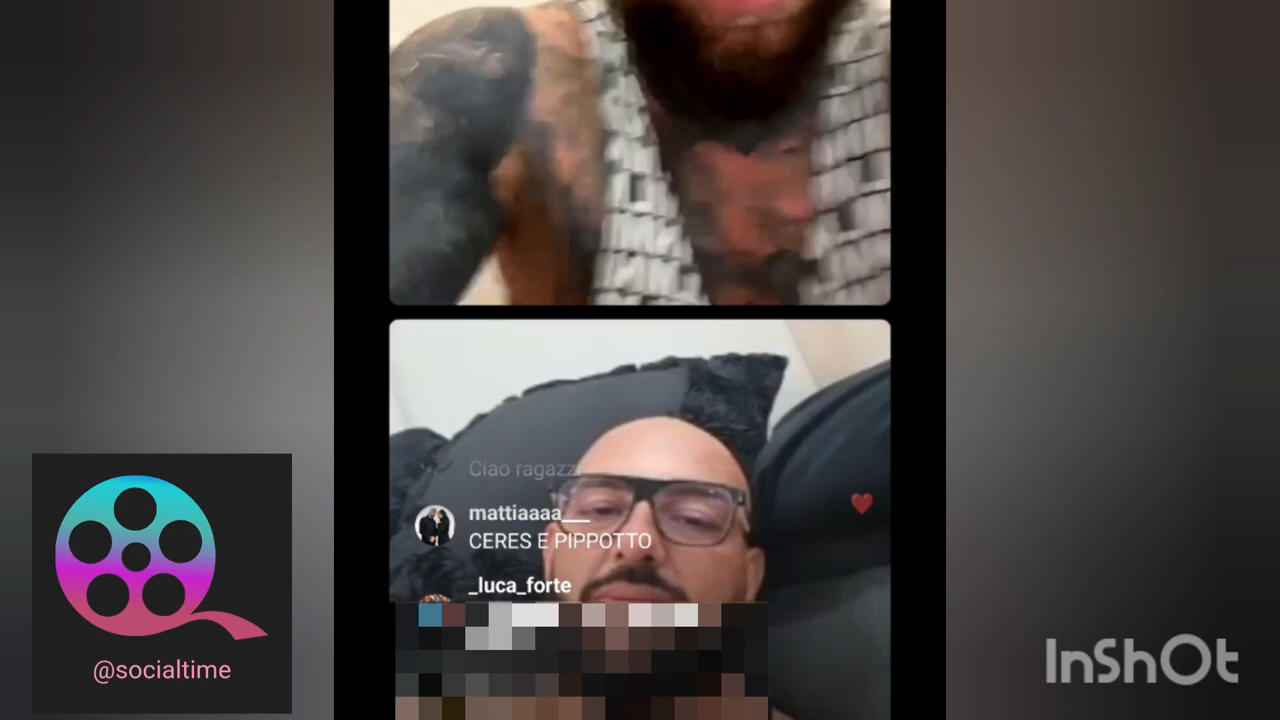 Ciao ragazzi
mattiaaaa___
CERES E PIPPOTTO
_luca_forte
@socialtime
InShOt